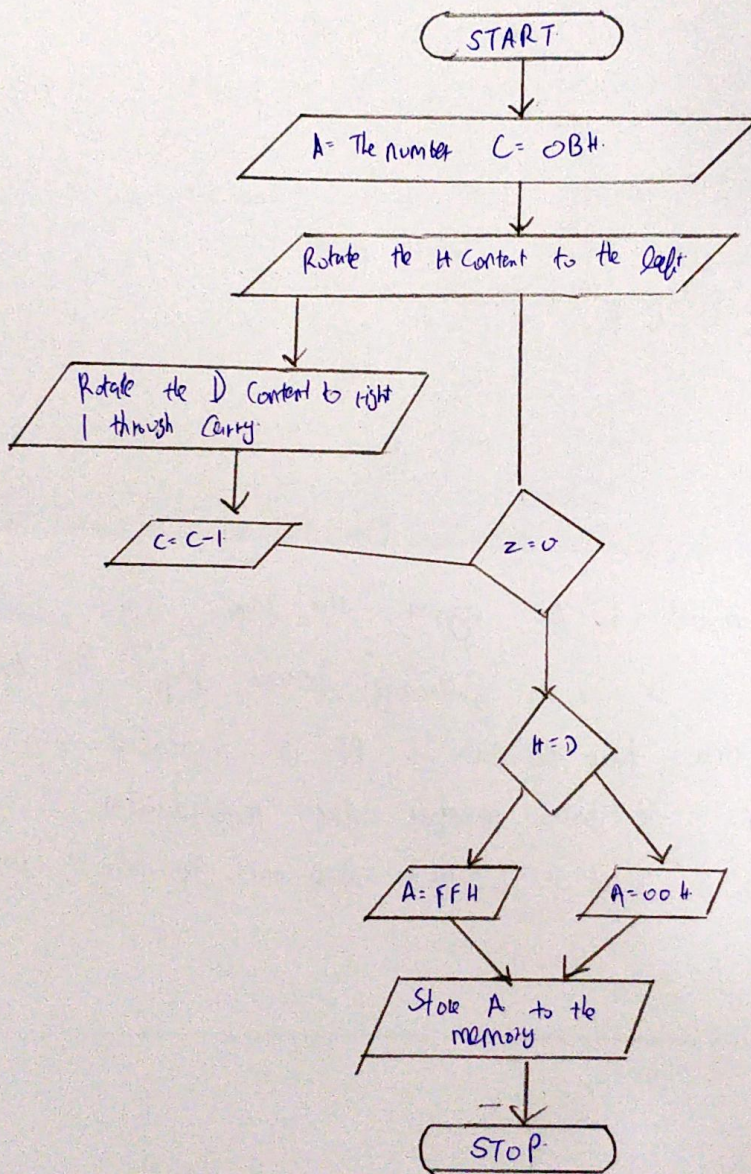 START
A= The number C= 0BH.
Rotate the H Content to the left
Rotate the D Content to right
1 through Carry
C= C-1
z=0
H=D
A=FFH
A=00H
Store A to the
memory
STOP.